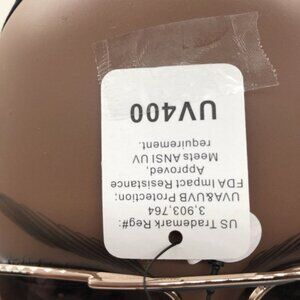 US Trademark Reg#:
3,903,764
UVA&UVB Protection:
FDA Impact Resistance
Approved,
Meets ANSI UV
requirement.
UV400